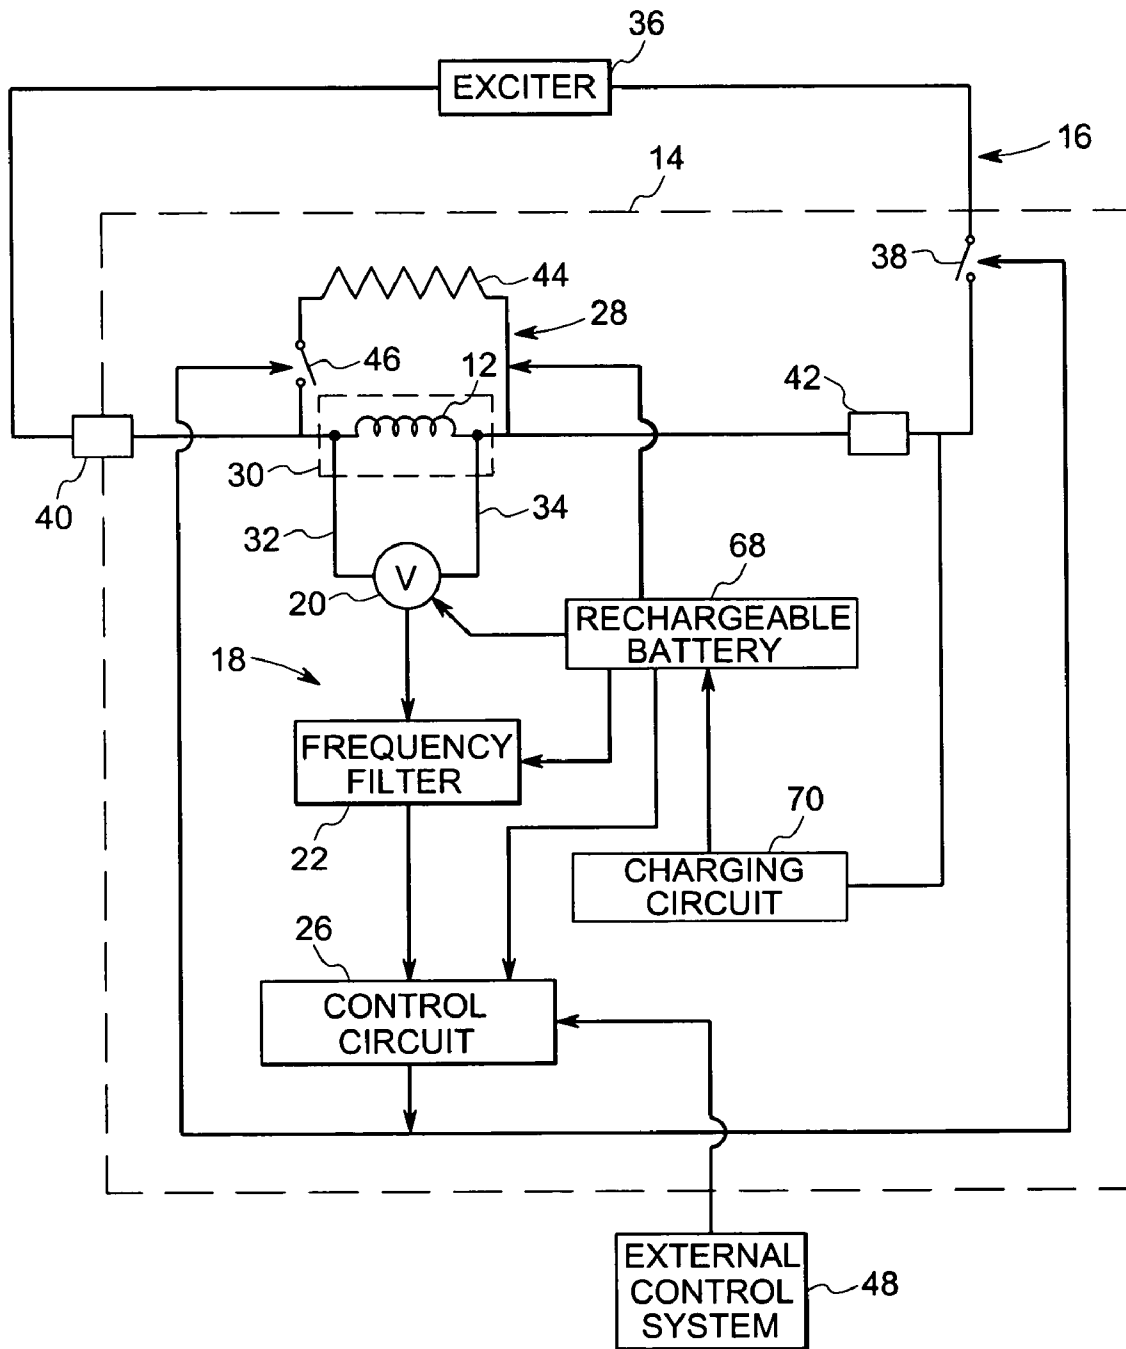 36
EXCITER
16
14
38
44
28
46
12
42
30
40
32
34
68
V
20
RECHARGEABLE
BATTERY
18
FREQUENCY
FILTER
22
70
CHARGING
CIRCUIT
26
CONTROL
CIRCUIT
EXTERNAL
CONTROL
SYSTEM
48